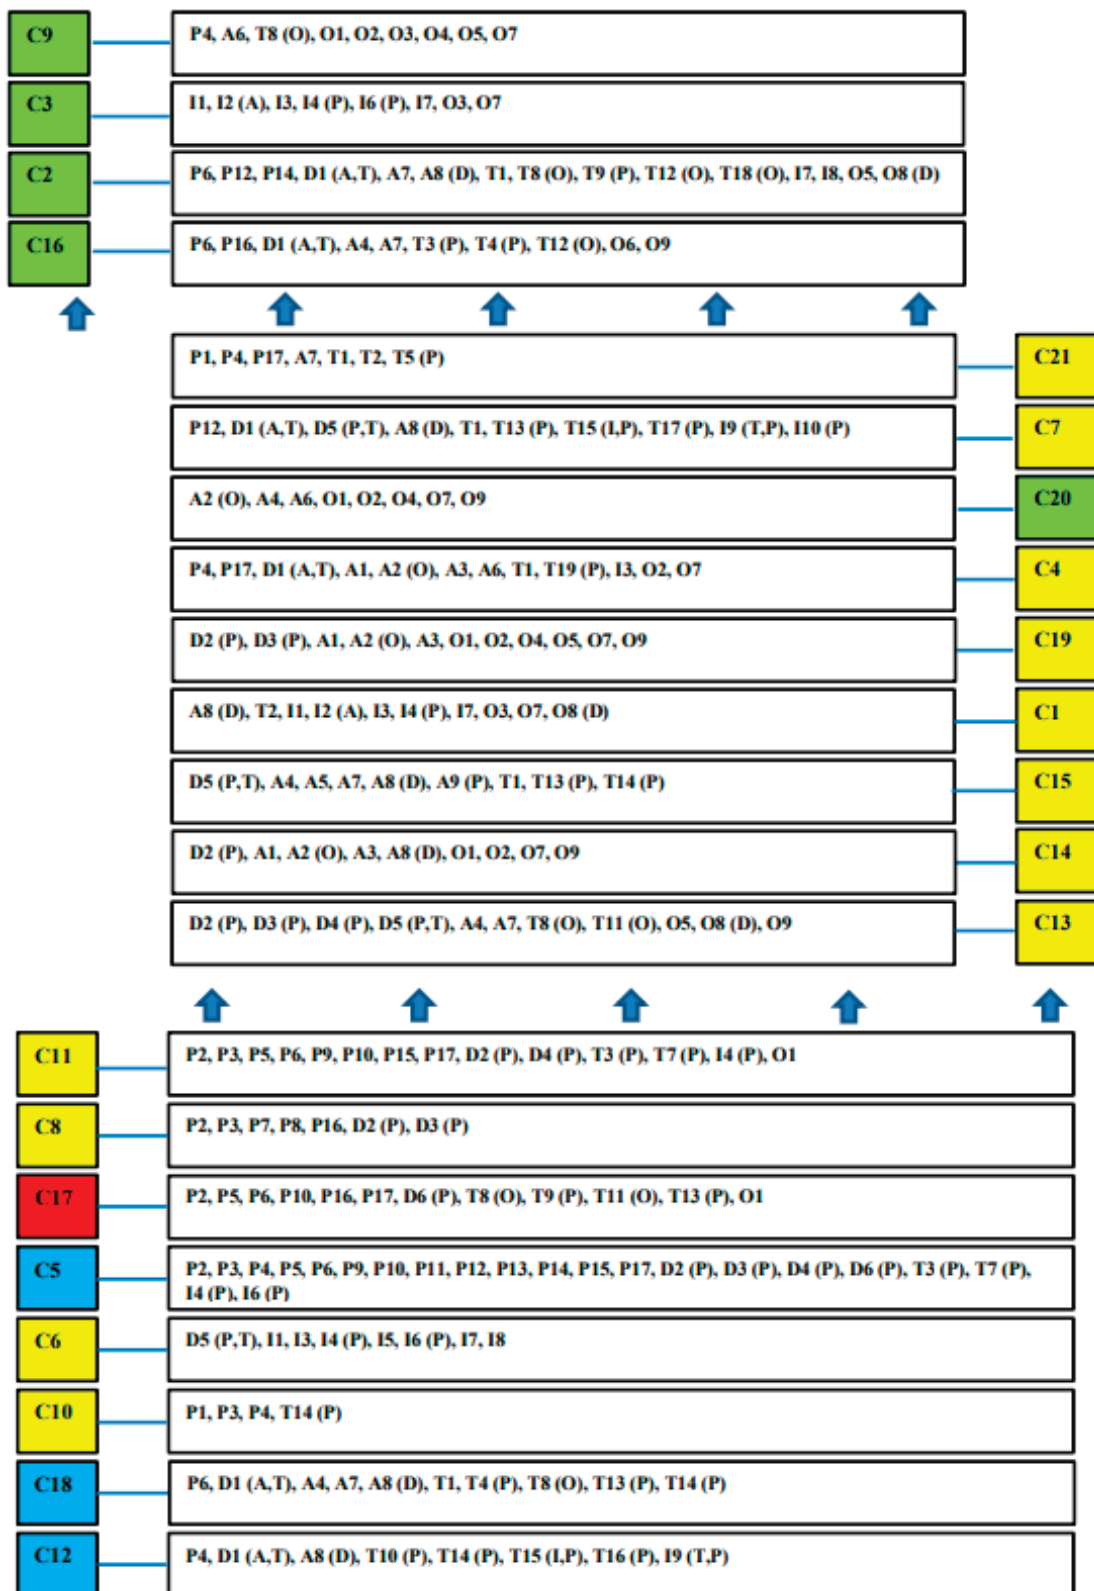 C9
P4, A6, T8 (O), O1, O2, O3, O4, O5, O7
C3
I1, I2 (A), I3, I4 (P), I6 (P), I7, O3, O7
C2
P6, P12, P14, D1 (A,T), A7, A8 (D), T1, T8 (O), T9 (P), T12 (O), T18 (O), I7, I8, O5, O8 (D)
C16
P6, P16, D1 (A,T), A4, A7, T3 (P), T4 (P), T12 (O), O6, O9
P1, P4, P17, A7, T1, T2, T5 (P)
C21
P12, D1 (A,T), D5 (P,T), A8 (D), T1, T13 (P), T15 (I,P), T17 (P), I9 (T,P), I10 (P)
C7
A2 (O), A4, A6, O1, O2, O4, O7, O9
C20
P4, P17, D1 (A,T), A1, A2 (O), A3, A6, T1, T19 (P), I3, O2, O7
C4
D2 (P), D3 (P), A1, A2 (O), A3, O1, O2, O4, O5, O7, O9
C19
A8 (D), T2, I1, I2 (A), I3, I4 (P), I7, O3, O7, O8 (D)
C1
D5 (P,T), A4, A5, A7, A8 (D), A9 (P), T1, T13 (P), T14 (P)
C15
D2 (P), A1, A2 (O), A3, A8 (D), O1, O2, O7, O9
C14
D2 (P), D3 (P), D4 (P), D5 (P,T), A4, A7, T8 (O), T11 (O), O5, O8 (D), O9
C13
C11
P2, P3, P5, P6, P9, P10, P15, P17, D2 (P), D4 (P), T3 (P), T7 (P), I4 (P), O1
C8
P2, P3, P7, P8, P16, D2 (P), D3 (P)
C17
P2, P5, P6, P10, P16, P17, D6 (P), T8 (O), T9 (P), T11 (O), T13 (P), O1
C5
P2, P3, P4, P5, P6, P9, P10, P11, P12, P13, P14, P15, P17, D2 (P), D3 (P), D4 (P), D6 (P), T3 (P), T7 (P),
I4 (P), I6 (P)
C6
D5 (P,T), I1, I3, I4 (P), I5, I6 (P), I7, I8
C10
P1, P3, P4, T14 (P)
C18
P6, D1 (A,T), A4, A7, A8 (D), T1, T4 (P), T8 (O), T13 (P), T14 (P)
C12
P4, D1 (A,T), A8 (D), T10 (P), T14 (P), T15 (I,P), T16 (P), I9 (T,P)